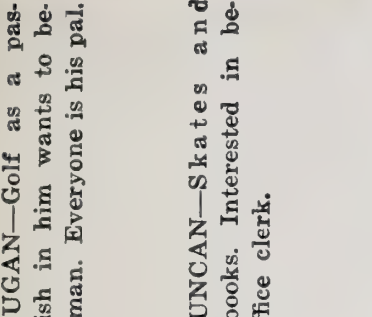 UGAN—Golf as a pas-
ish in him wants to be-
man. Everyone is his pal.
UNCAN—Skates and
books. Interested in be-
fice clerk.